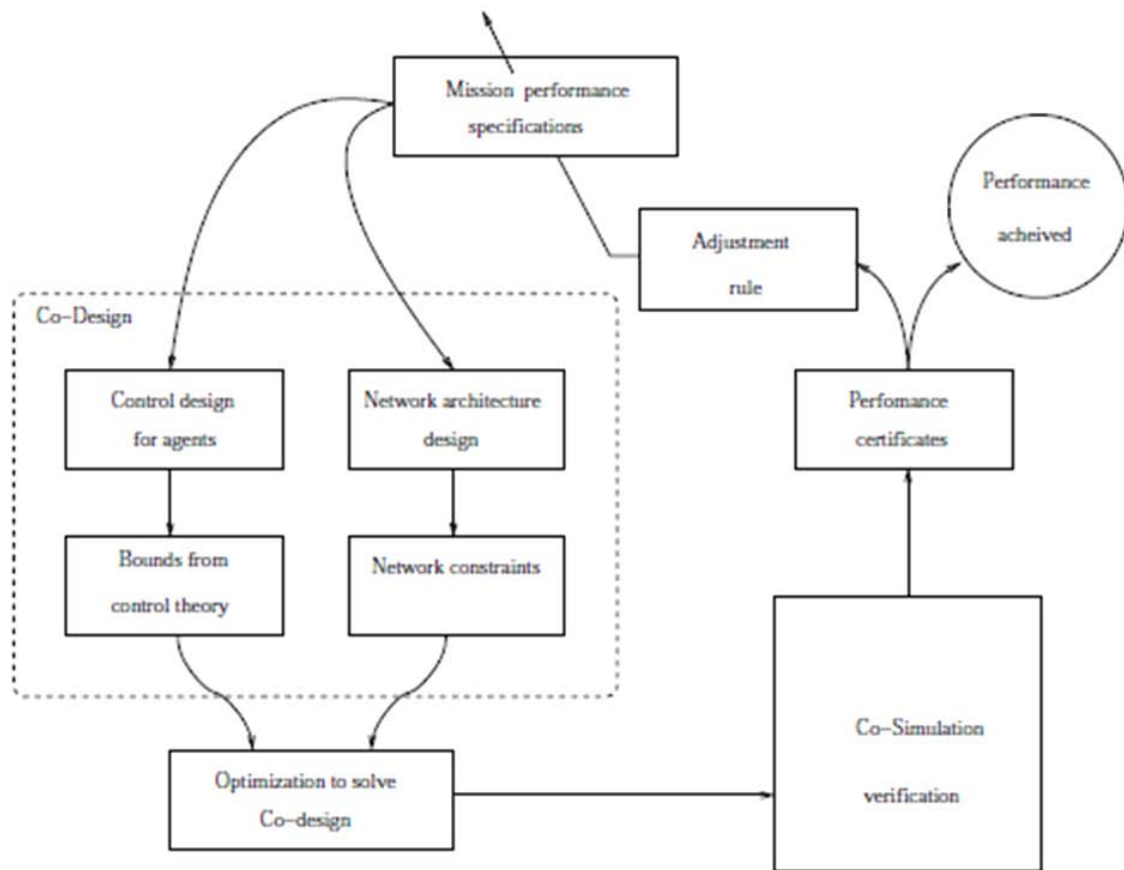 Mission performance
specifications
Performance
acheived
Adjustment
rule
Co-Design
Control design
for agents
Network architecture
design
Perfomance
certificates
Bounds from
control theory
Network constraints
Co-Simulation
verification
Optimization to solve
Co-design